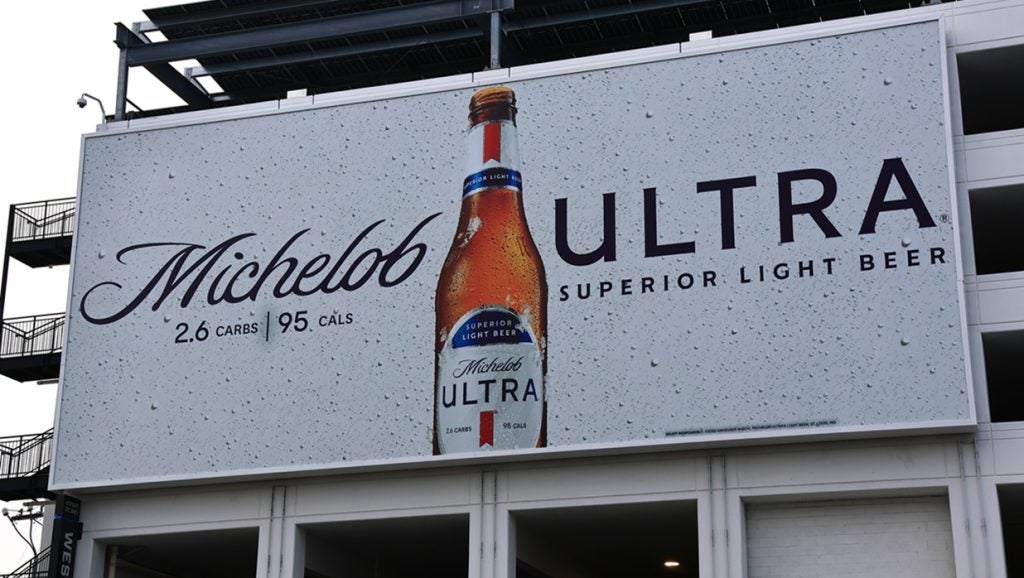 Michelob ULTRA®
SUPERIOR LIGHT BEER
2.6 CARBS | 95 CALS
SUPERIOR LIGHT
SUPERIOR
LIGHT BEER
Michelob
ULTRA
2.6 CARBS 95 CALS
WES